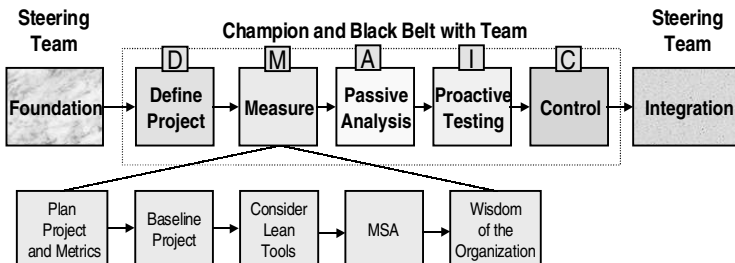 Steering
Team
Champion and Black Belt with Team
Steering
Team
D
M
A
I
C
Foundation
Define
Project
Measure
Passive
Analysis
Proactive
Testing
Control
Integration
Plan
Project
and Metrics
Baseline
Project
Consider
Lean
Tools
MSA
Wisdom
of the
Organization